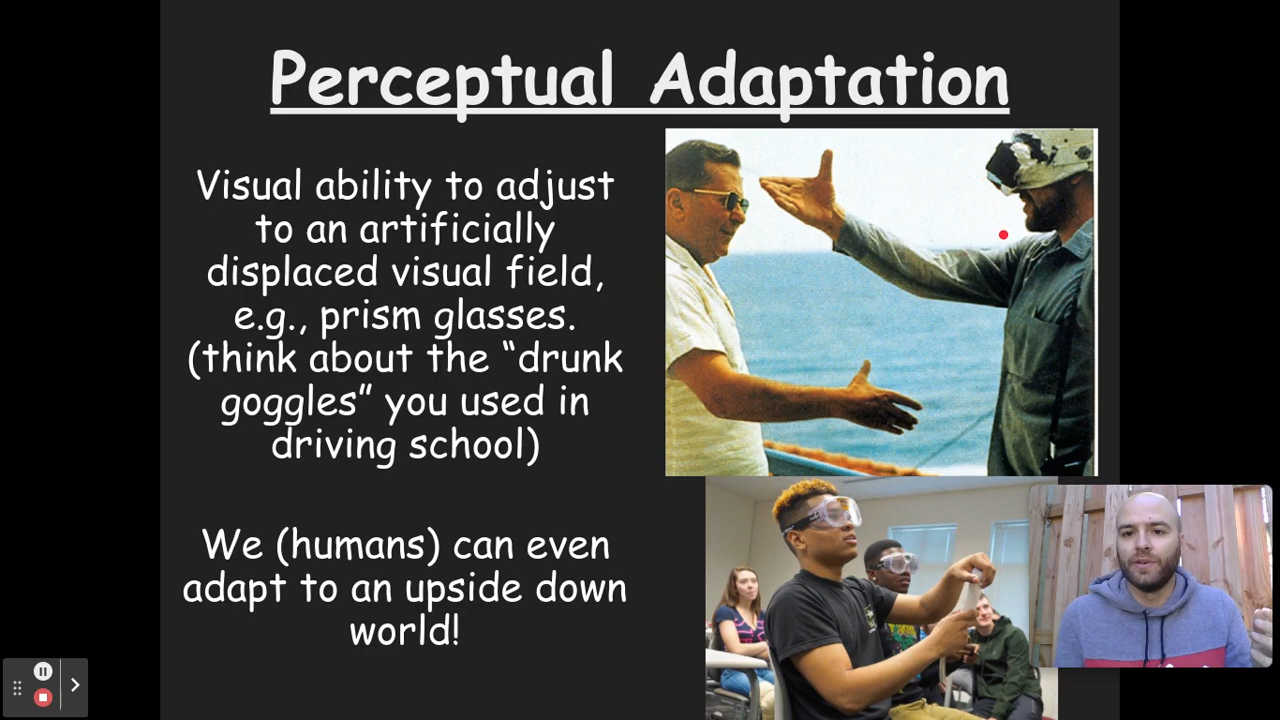 Perceptual Adaptation
Visual ability to adjust
to an artificially
displaced visual field,
e.g., prism glasses.
(think about the “drunk
goggles” you used in
driving school)
We (humans) can even
adapt to an upside down
world!